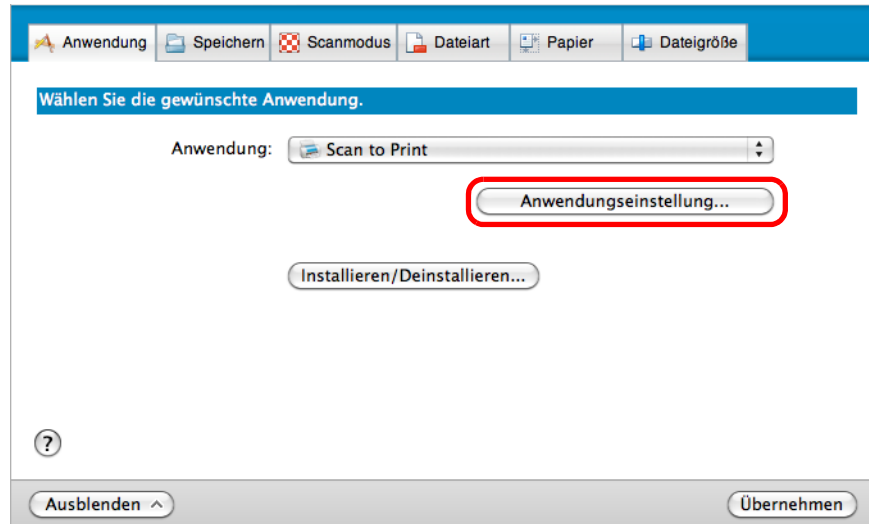 Anwendung Speichern Scanmodus Dateiart Papier Dateigröße
Wählen Sie die gewünschte Anwendung.
Anwendung: Scan to Print
Anwendungseinstellung...
Installieren/Deinstallieren...
?
Ausblenden Übernehmen